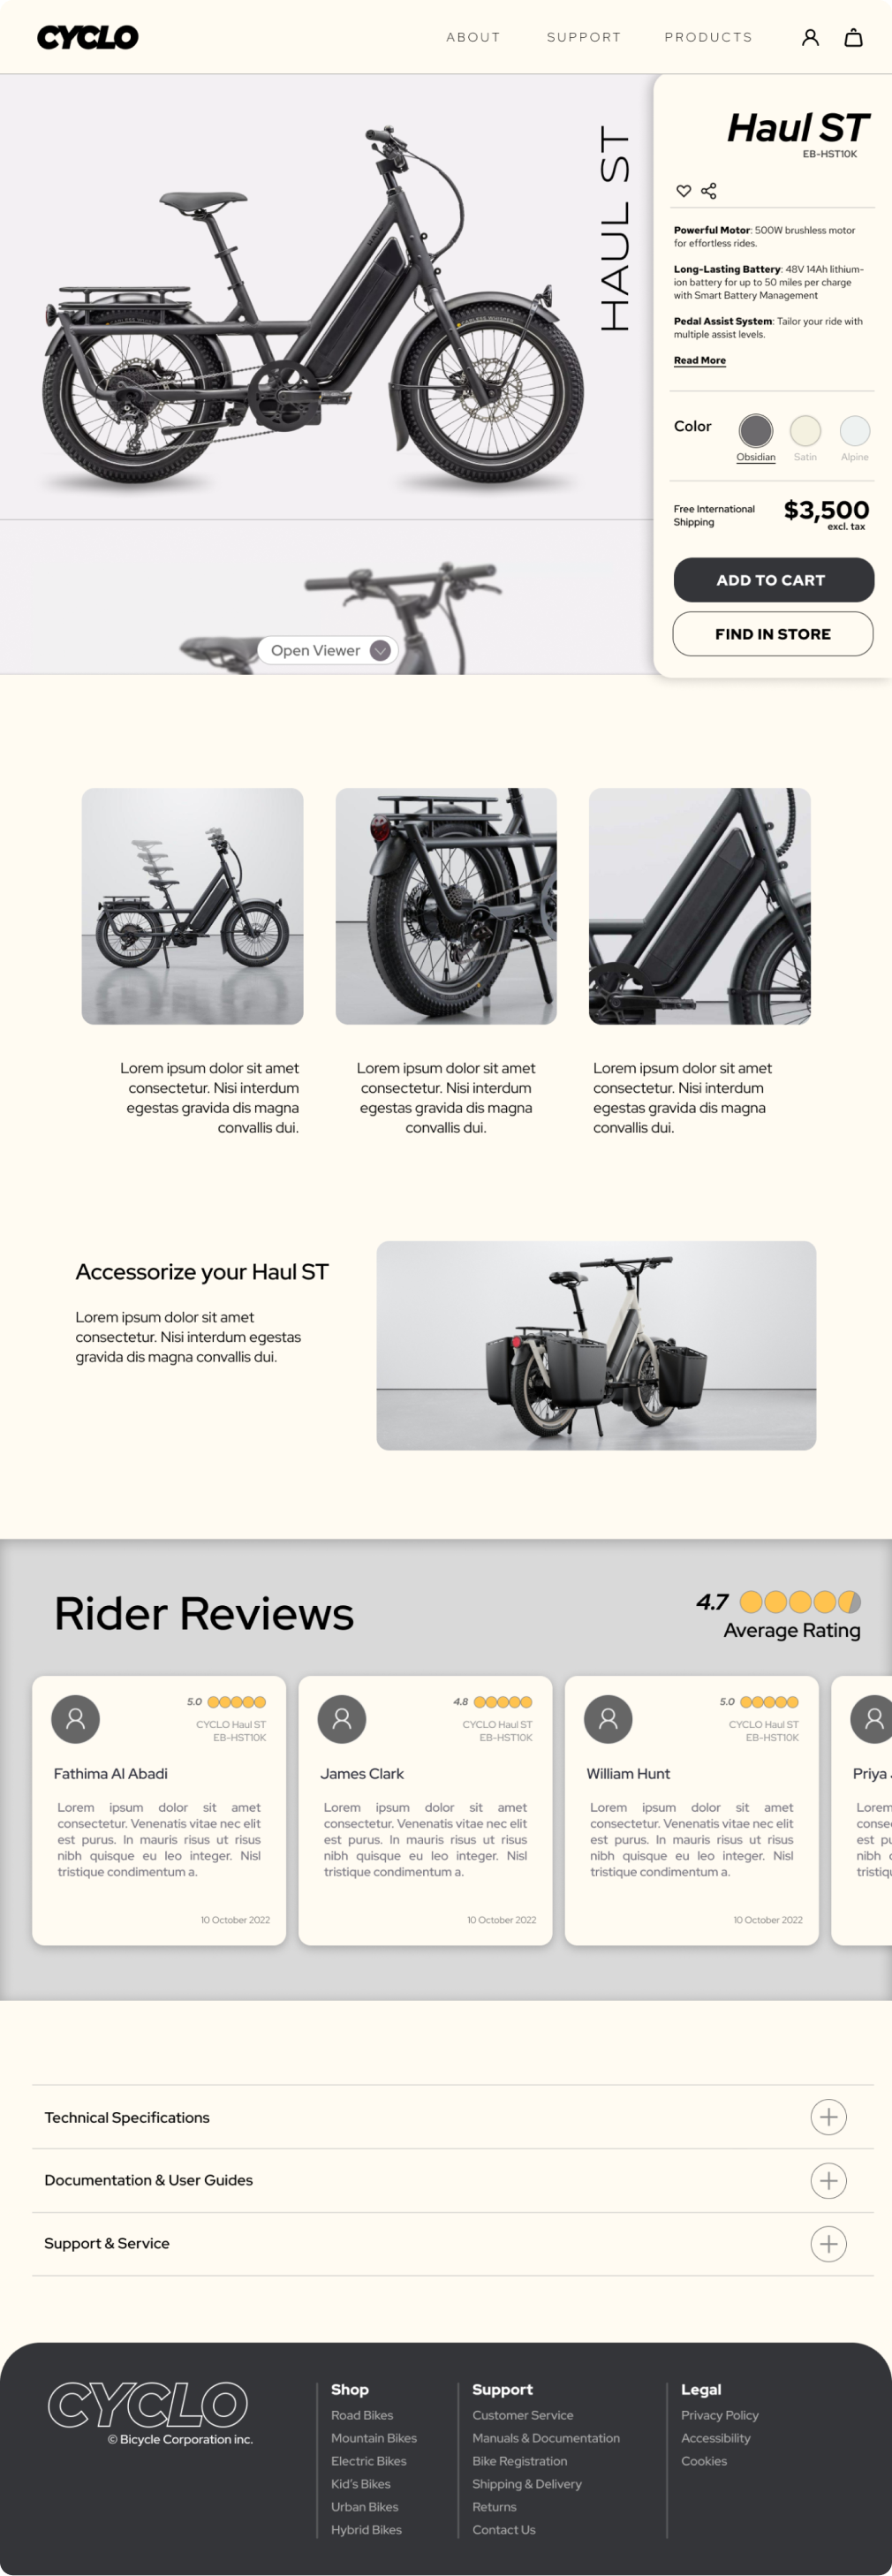 CYCLO
ABOUT SUPPORT PRODUCTS
HAUL ST
Haul ST
EB-HST10K
Powerful Motor: 500W brushless motor
for effortless rides.
Long-Lasting Battery: 48V 14Ah lithium-
ion battery for up to 50 miles per charge
with Smart Battery Management
Pedal Assist System: Tailor your ride with
multiple assist levels.
Read More
Color
Obsidian Satin Alpine
Free International
Shipping
$3,500
excl. tax
ADD TO CART
FIND IN STORE
Open Viewer
Lorem ipsum dolor sit amet
consectetur. Nisi interdum
egestas gravida dis magna
convallis dui.
Lorem ipsum dolor sit amet
consectetur. Nisi interdum
egestas gravida dis magna
convallis dui.
Lorem ipsum dolor sit amet
consectetur. Nisi interdum
egestas gravida dis magna
convallis dui.
Accessorize your Haul ST
Lorem ipsum dolor sit amet
consectetur. Nisi interdum egestas
gravida dis magna convallis dui.
Rider Reviews
4.7
Average Rating
5.0
CYCLO Haul ST
EB-HST10K
Fathima Al Abadi
Lorem ipsum dolor sit amet
consectetur. Venenatis vitae nec elit
est purus. In mauris risus ut risus
nibh quisque eu leo integer. Nisl
tristique condimentum a.
10 October 2022
4.8
CYCLO Haul ST
EB-HST10K
James Clark
Lorem ipsum dolor sit amet
consectetur. Venenatis vitae nec elit
est purus. In mauris risus ut risus
nibh quisque eu leo integer. Nisl
tristique condimentum a.
10 October 2022
5.0
CYCLO Haul ST
EB-HST10K
William Hunt
Lorem ipsum dolor sit amet
consectetur. Venenatis vitae nec elit
est purus. In mauris risus ut risus
nibh quisque eu leo integer. Nisl
tristique condimentum a.
10 October 2022
Priya
Lorem
Technical Specifications
Documentation & User Guides
Support & Service
CYCLO
© Bicycle Corporation inc.
Shop
Road Bikes
Mountain Bikes
Electric Bikes
Kid's Bikes
Urban Bikes
Hybrid Bikes
Support
Customer Service
Manuals & Documentation
Bike Registration
Shipping & Delivery
Returns
Contact Us
Legal
Privacy Policy
Accessibility
Cookies